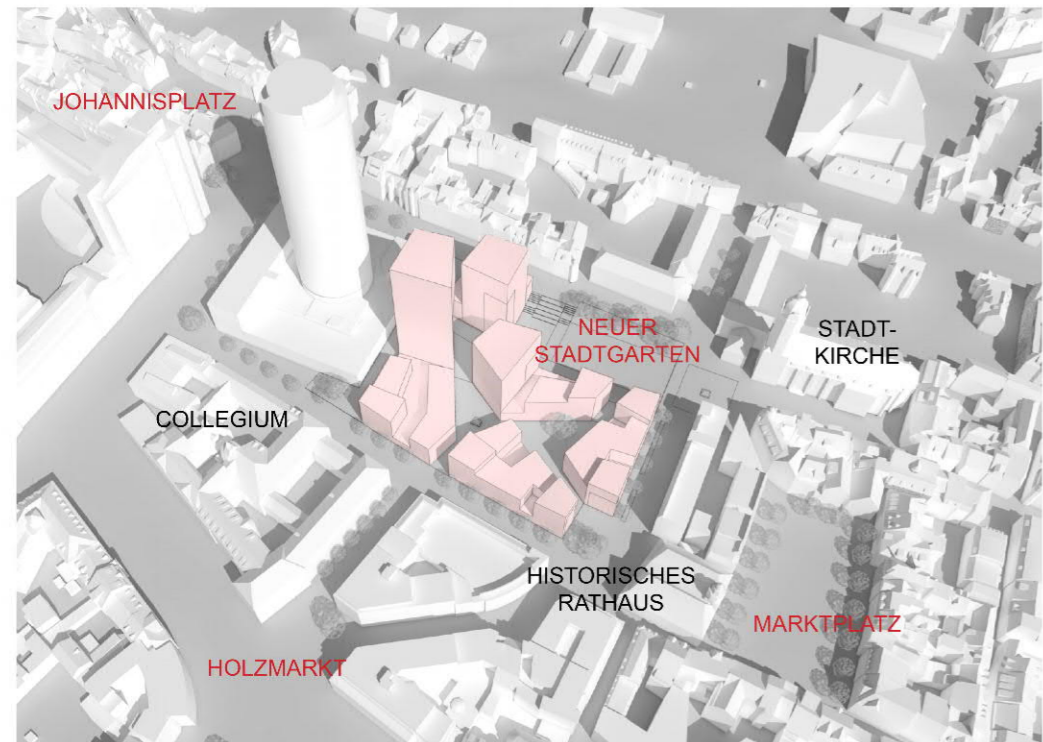 JOHANNISPLATZ
NEUER
STADTGARTEN
STADT-
KIRCHE
COLLEGIUM
HISTORISCHES
RATHAUS
MARKTPLATZ
HOLZMARKT